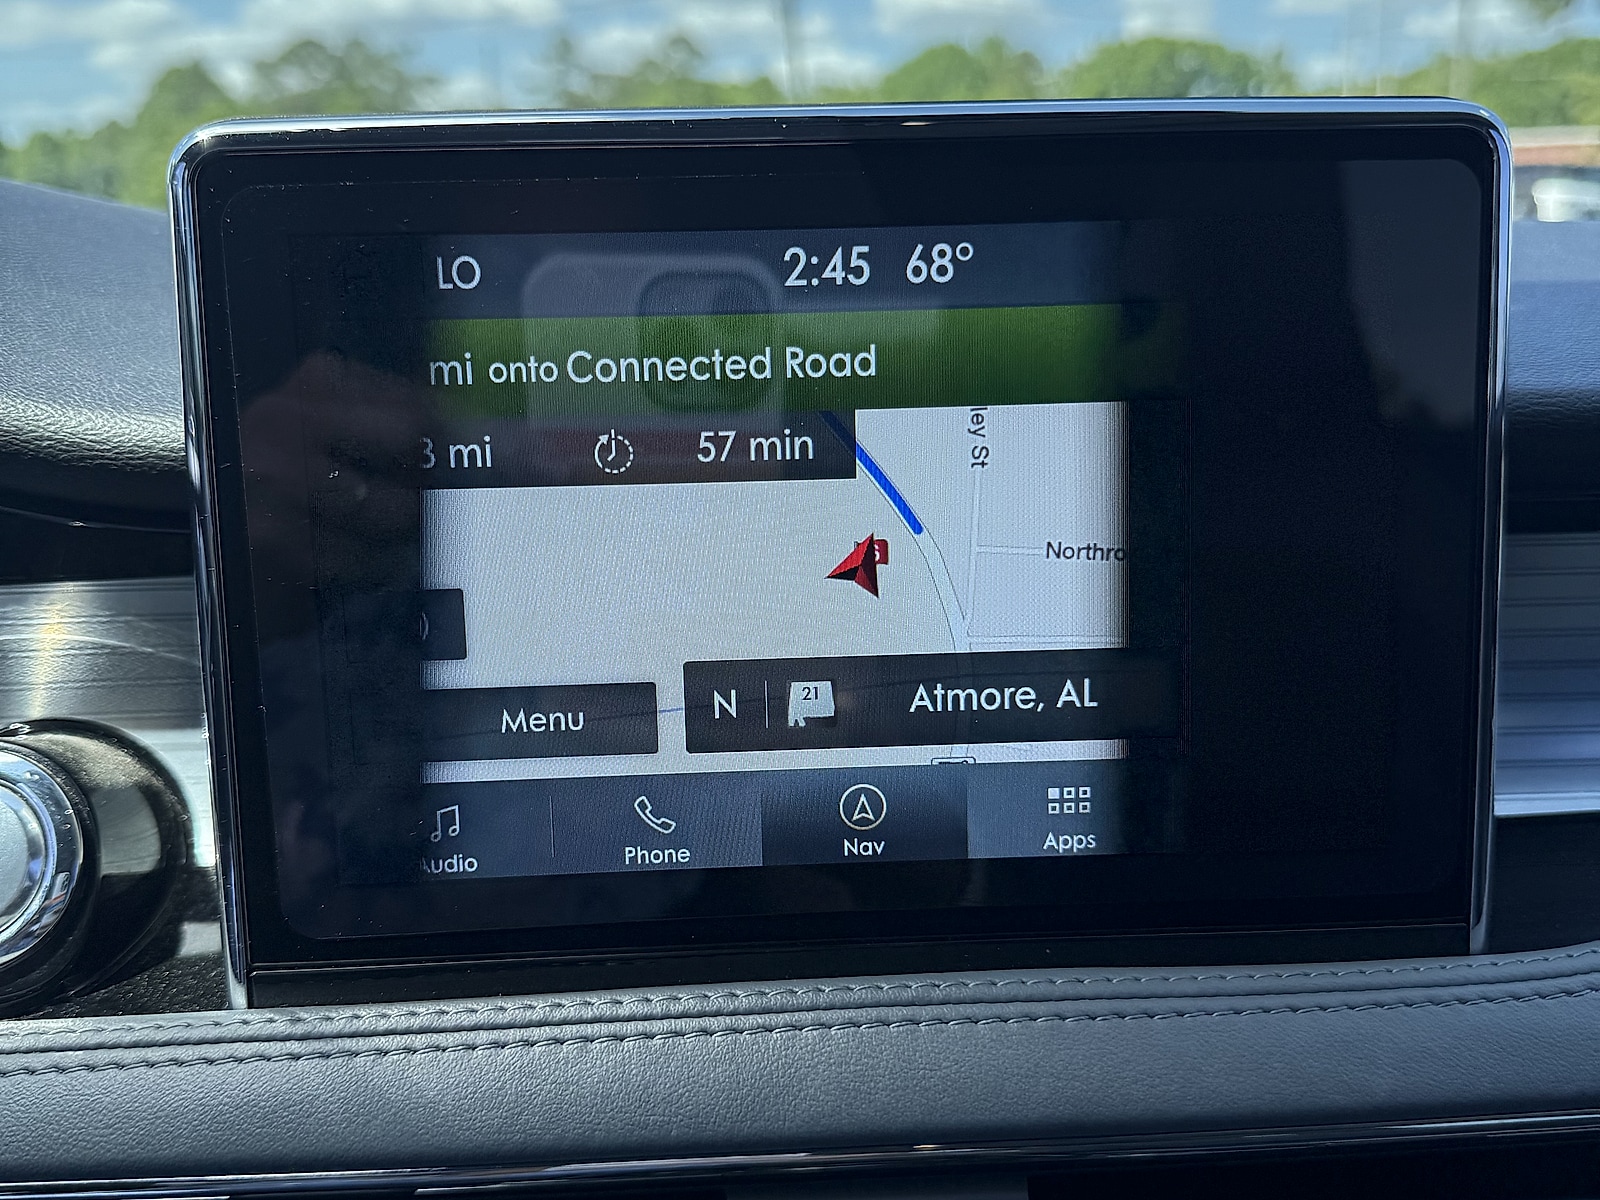 LO 2:45 68°
mi onto Connected Road
3 mi 57 min
ley St
6
Northro
N 21 Atmore, AL
Menu
Audio Phone Nav Apps